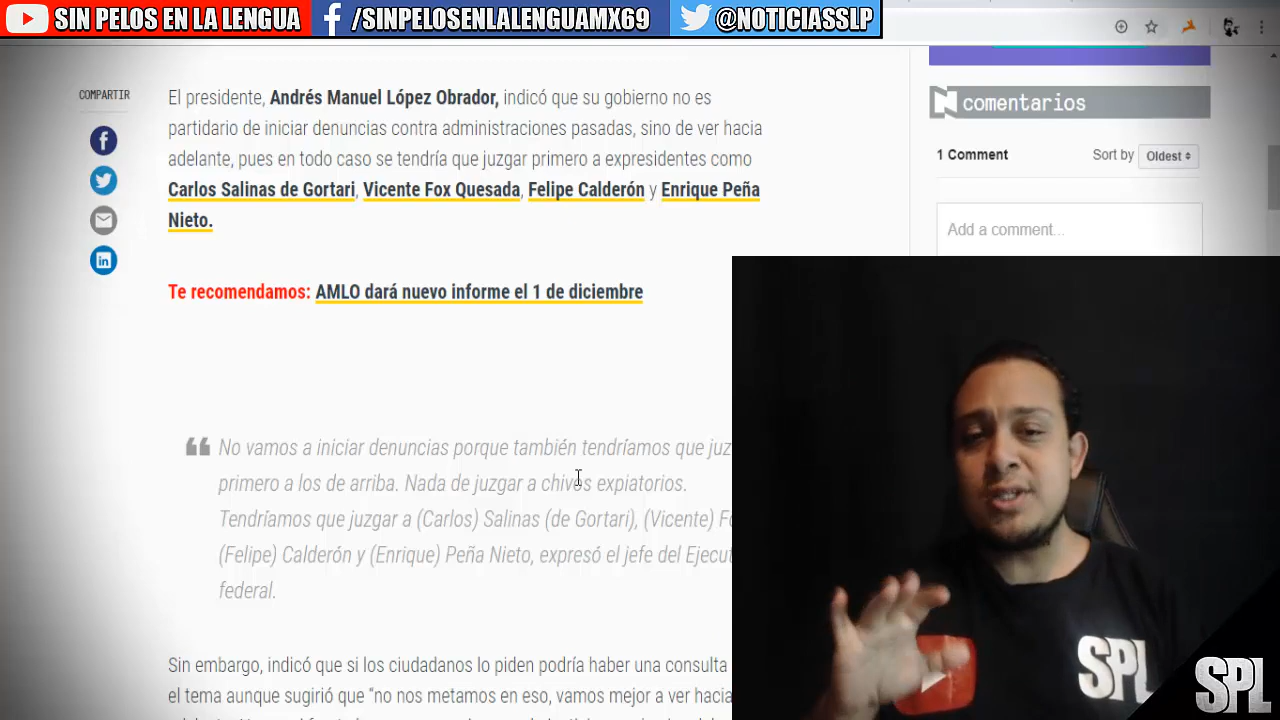 SIN PELOS EN LA LENGUA
/SINPELOSENLALENGUAMX69
@NOTICIASSLP
COMPARTIR
El presidente, Andrés Manuel López Obrador, indicó que su gobierno no es
partidario de iniciar denuncias contra administraciones pasadas, sino de ver hacia
adelante, pues en todo caso se tendría que juzgar primero a expresidentes como
Carlos Salinas de Gortari, Vicente Fox Quesada, Felipe Calderón y Enrique Peña
Nieto.
Te recomendamos: AMLO dará nuevo informe el 1 de diciembre
No vamos a iniciar denuncias porque también tendríamos que juz
primero a los de arriba. Nada de juzgar a chivos expiatorios.
Tendríamos que juzgar a (Carlos) Salinas (de Gortari), (Vicente) Fo
(Felipe) Calderón y (Enrique) Peña Nieto, expresó el jefe del Ejecut
federal.
Sin embargo, indicó que si los ciudadanos lo piden podría haber una consulta
el tema aunque sugirió que “no nos metamos en eso, vamos mejor a ver hacia
comentarios
1 Comment
Sort by
Oldest
Add a comment...
SPL
SPL